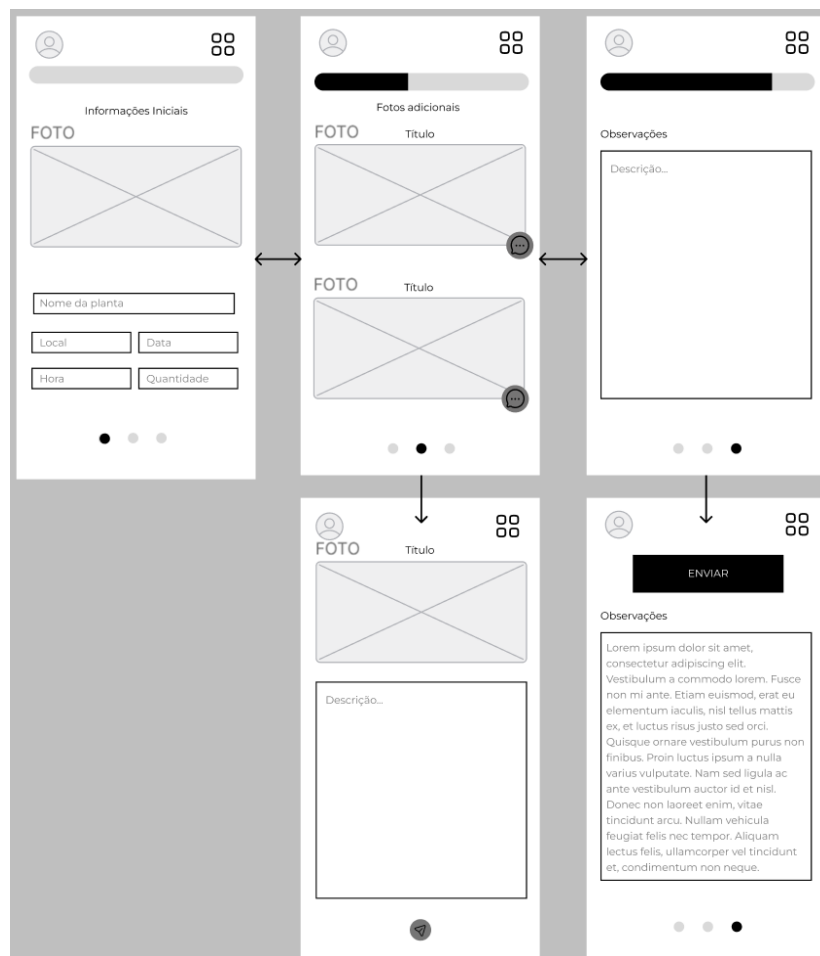 Informações Iniciais
FOTO
Nome da planta
Local
Data
Hora
Quantidade
Fotos adicionais
FOTO
Título
FOTO
Título
Observações
Descrição...
FOTO
Título
Descrição...
ENVIAR
Observações
Lorem ipsum dolor sit amet,
consectetur adipiscing elit.
Vestibulum a commodo lorem. Fusce
non mi ante. Etiam euismod, erat eu
elementum iaculis, nisl tellus mattis
ex, et luctus risus justo sed orci.
Quisque ornare vestibulum purus non
finibus. Proin luctus ipsum a nulla
varius vulputate. Nam sed ligula ac
ante vestibulum auctor id et nisl.
Donec non laoreet enim, vitae
tincidunt arcu. Nullam vehicula
feugiat felis nec tempor. Aliquam
lectus felis, ullamcorper vel tincidunt
et, condimentum non neque.